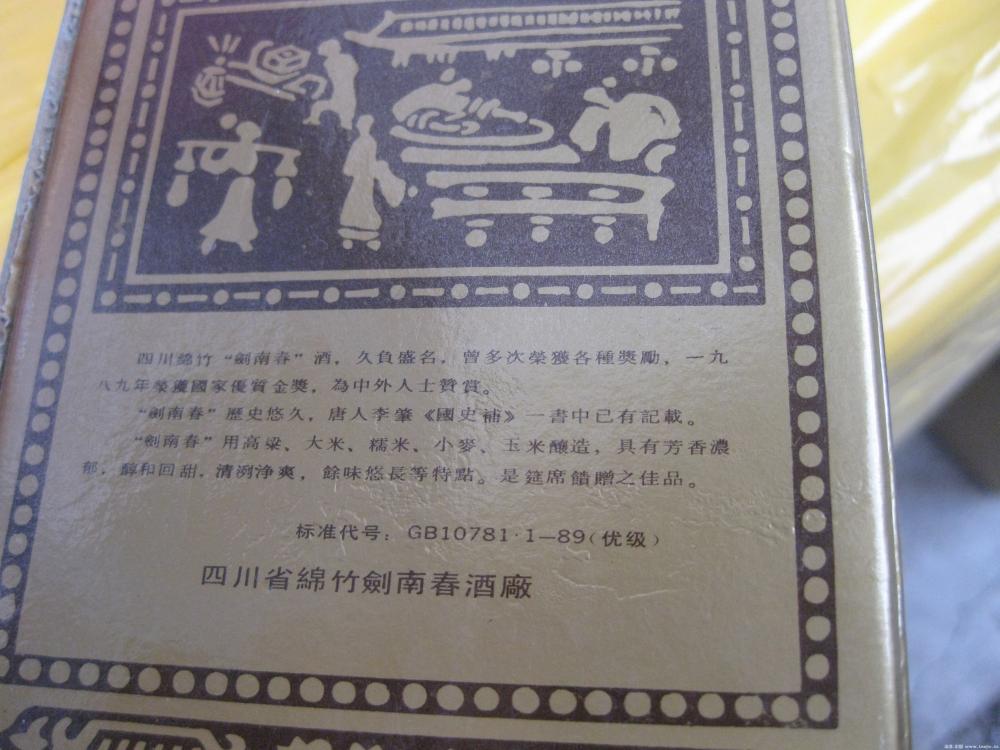 四川綿竹“劍南春”酒，久負盛名，曾多次榮獲各種獎勵，一九
八九年榮獲國家優質金獎，為中外人士贊賞。
“劍南春”歷史悠久，唐人李肇《國史補》一書中已有記載。
“劍南春”用高粱、大米、糯米、小麥、玉米釀造，具有芳香濃
郁，醇和回甜，清洌净爽，餘味悠長等特點。是筵席饋贈之佳品。
标准代号：GB10781·1—89（优级）
四川省綿竹劍南春酒廠